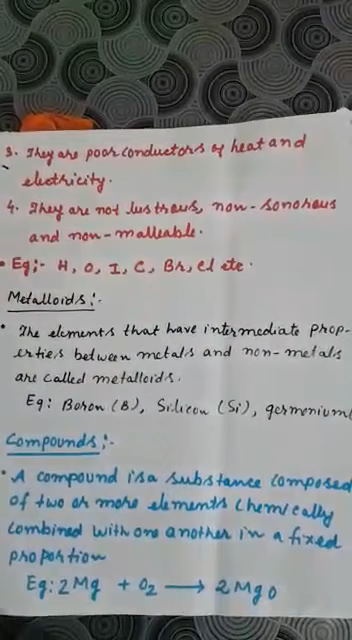 3. They are poor conductors of heat and
electricity.
4. They are not lustrous, non-sonorous
and non-malleable.
• Eg:- H, O, I, C, Br, Cl etc.
Metalloids:-
• The elements that have intermediate prop-
erties between metals and non-metals
are called metalloids.
Eg: Boron (B), Silicon (Si), germenium(
Compounds:-
• A compound is a substance composed
of two or more elements chemically
combined with one another in a fixed
proportion
Eg: 2Mg + O₂ ⟶ 2MgO